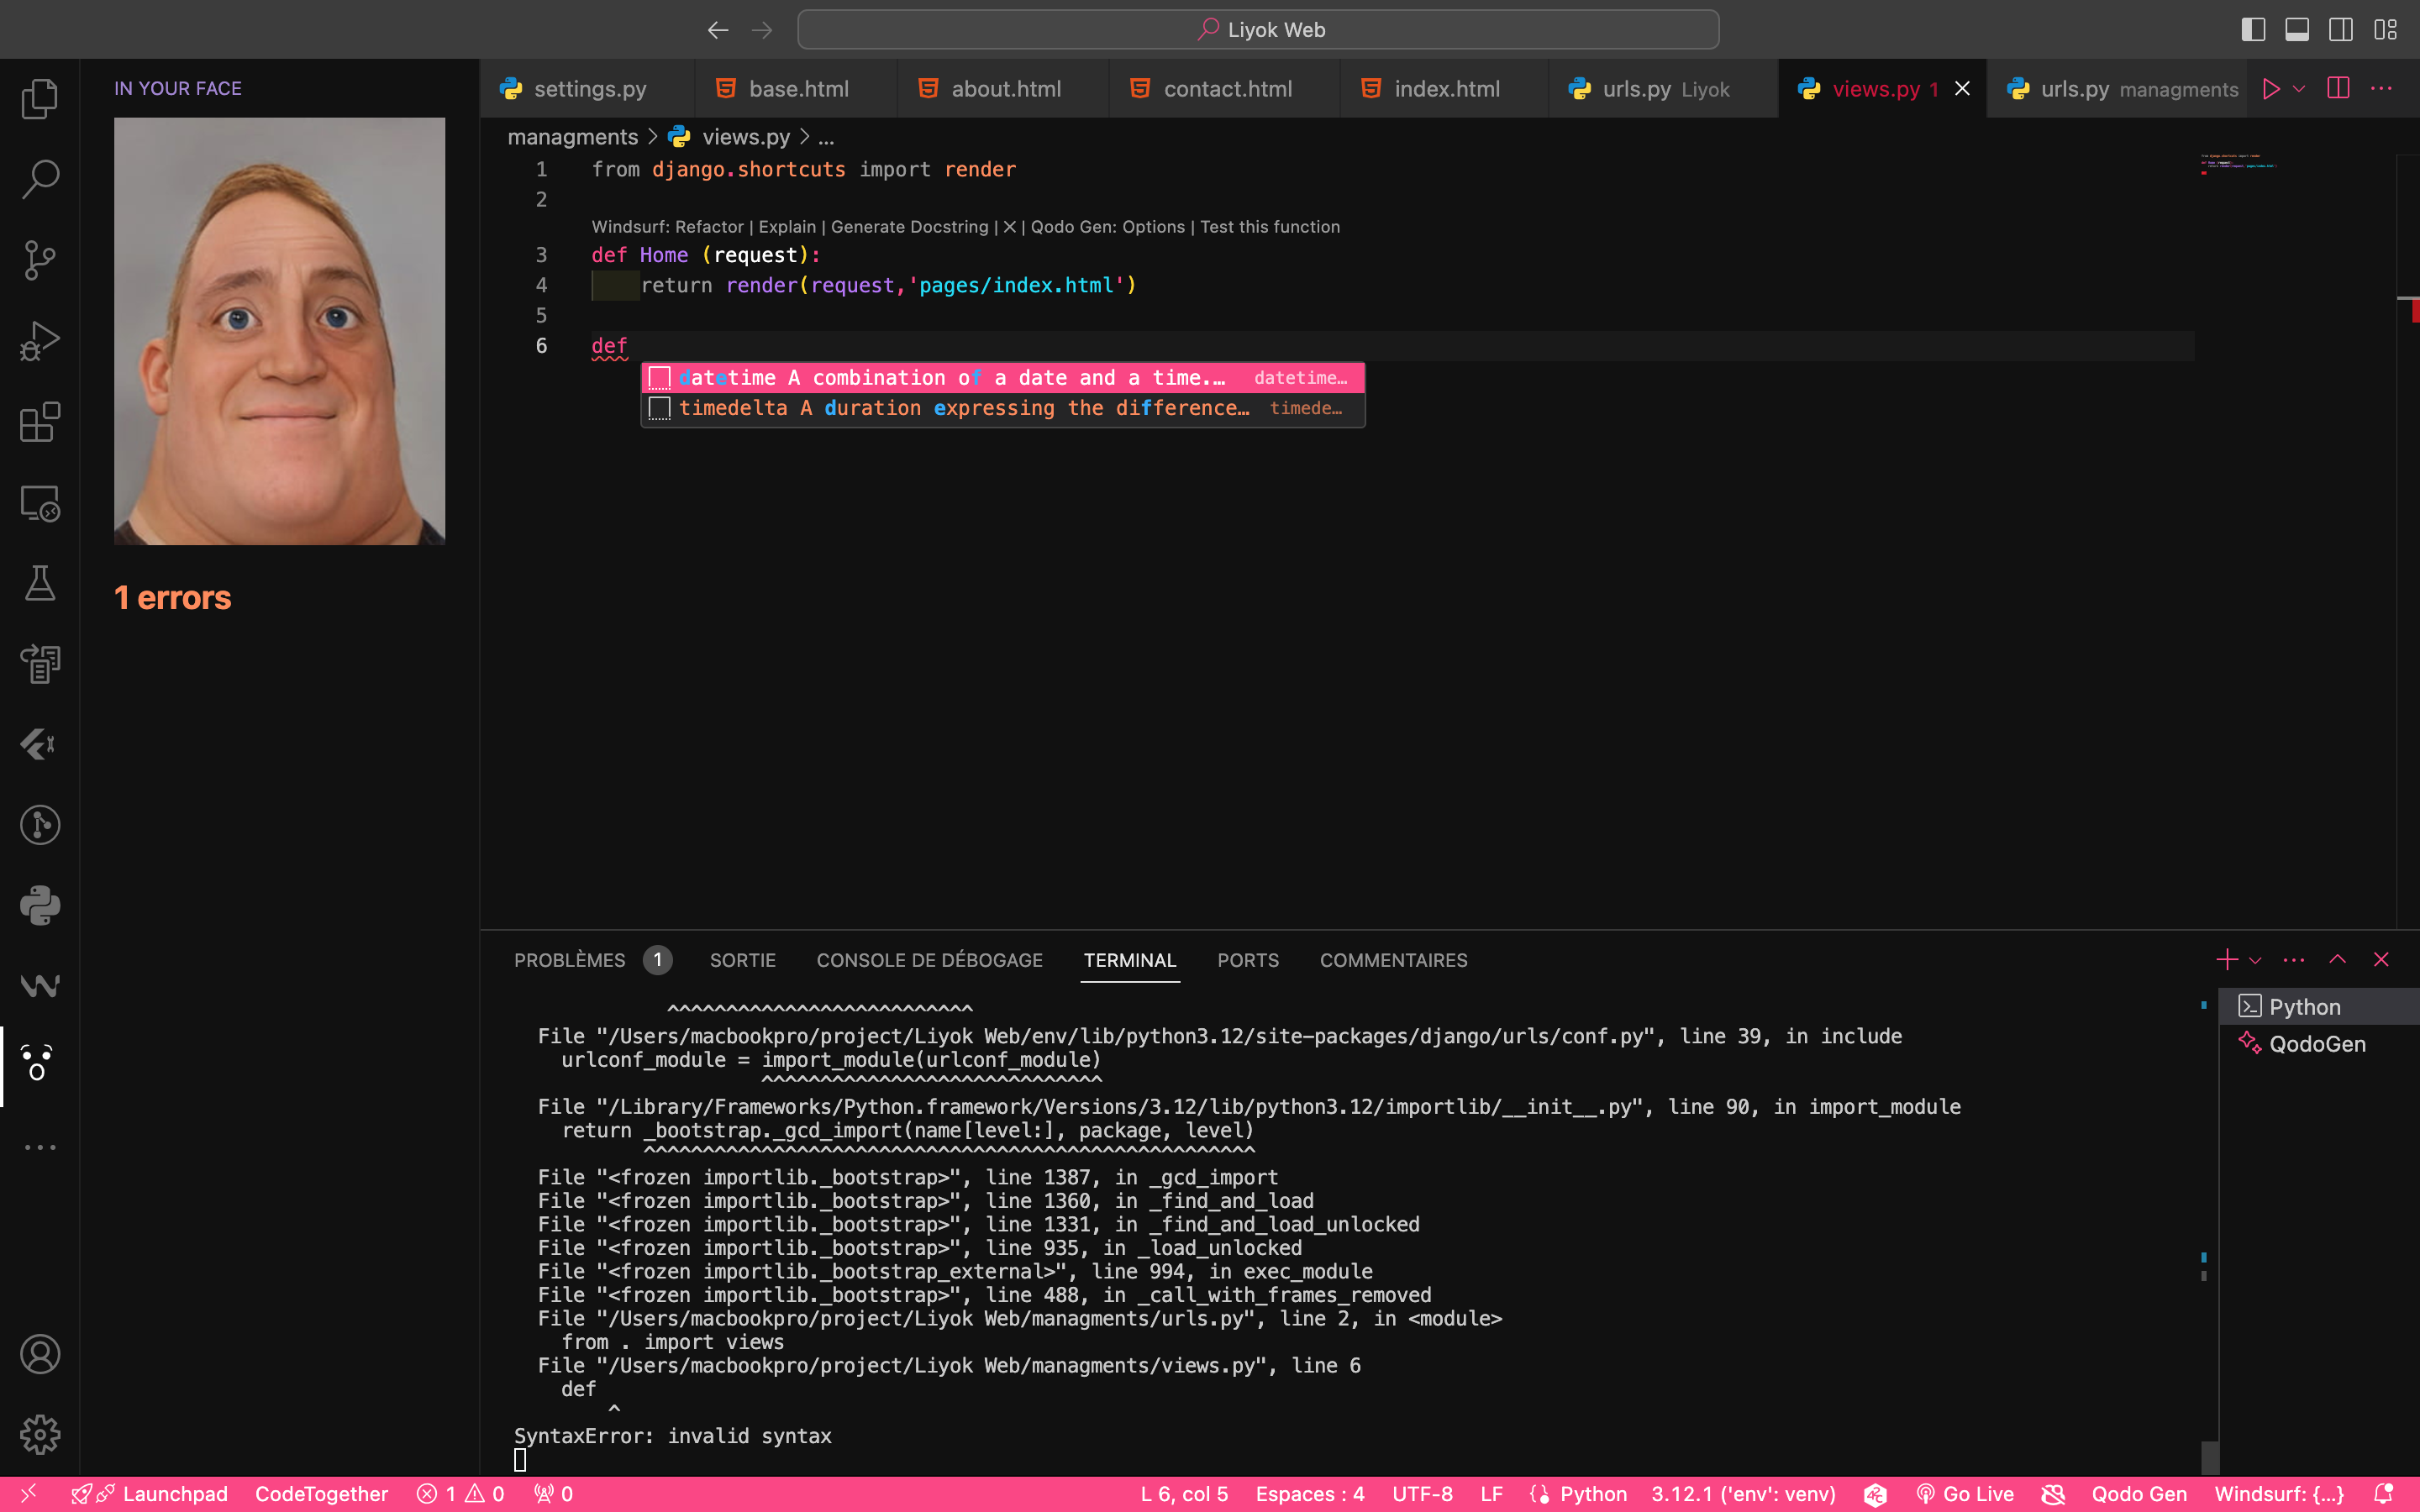 Liyok Web
IN YOUR FACE
1 errors
settings.py
base.html
about.html
contact.html
index.html
urls.py Liyok
views.py 1
urls.py managments
managments > views.py > ...
1 from django.shortcuts import render
2
Windsurf: Refactor | Explain | Generate Docstring | X | Qodo Gen: Options | Test this function
3 def Home (request):
4 return render(request,'pages/index.html')
5
6 def
datetime A combination of a date and a time.… datetime…
timedelta A duration expressing the difference… timede…
PROBLÈMES 1 SORTIE CONSOLE DE DÉBOGAGE TERMINAL PORTS COMMENTAIRES
^^^^^^^^^^^^^^^^^^^^^^^^^^
File "/Users/macbookpro/project/Liyok Web/env/lib/python3.12/site-packages/django/urls/conf.py", line 39, in include
urlconf_module = import_module(urlconf_module)
^^^^^^^^^^^^^^^^^^^^^^^^^^^^^
File "/Library/Frameworks/Python.framework/Versions/3.12/lib/python3.12/importlib/__init__.py", line 90, in import_module
return _bootstrap._gcd_import(name[level:], package, level)
^^^^^^^^^^^^^^^^^^^^^^^^^^^^^^^^^^^^^^^^^^^^^^^^^^^^
File "<frozen importlib._bootstrap>", line 1387, in _gcd_import
File "<frozen importlib._bootstrap>", line 1360, in _find_and_load
File "<frozen importlib._bootstrap>", line 1331, in _find_and_load_unlocked
File "<frozen importlib._bootstrap>", line 935, in _load_unlocked
File "<frozen importlib._bootstrap_external>", line 994, in exec_module
File "<frozen importlib._bootstrap>", line 488, in _call_with_frames_removed
File "/Users/macbookpro/project/Liyok Web/managments/urls.py", line 2, in <module>
from . import views
File "/Users/macbookpro/project/Liyok Web/managments/views.py", line 6
def
^
SyntaxError: invalid syntax
Python
QodoGen
Launchpad CodeTogether 1 0 0 L 6, col 5 Espaces : 4 UTF-8 LF Python 3.12.1 ('env': venv) Go Live Qodo Gen Windsurf: {...}